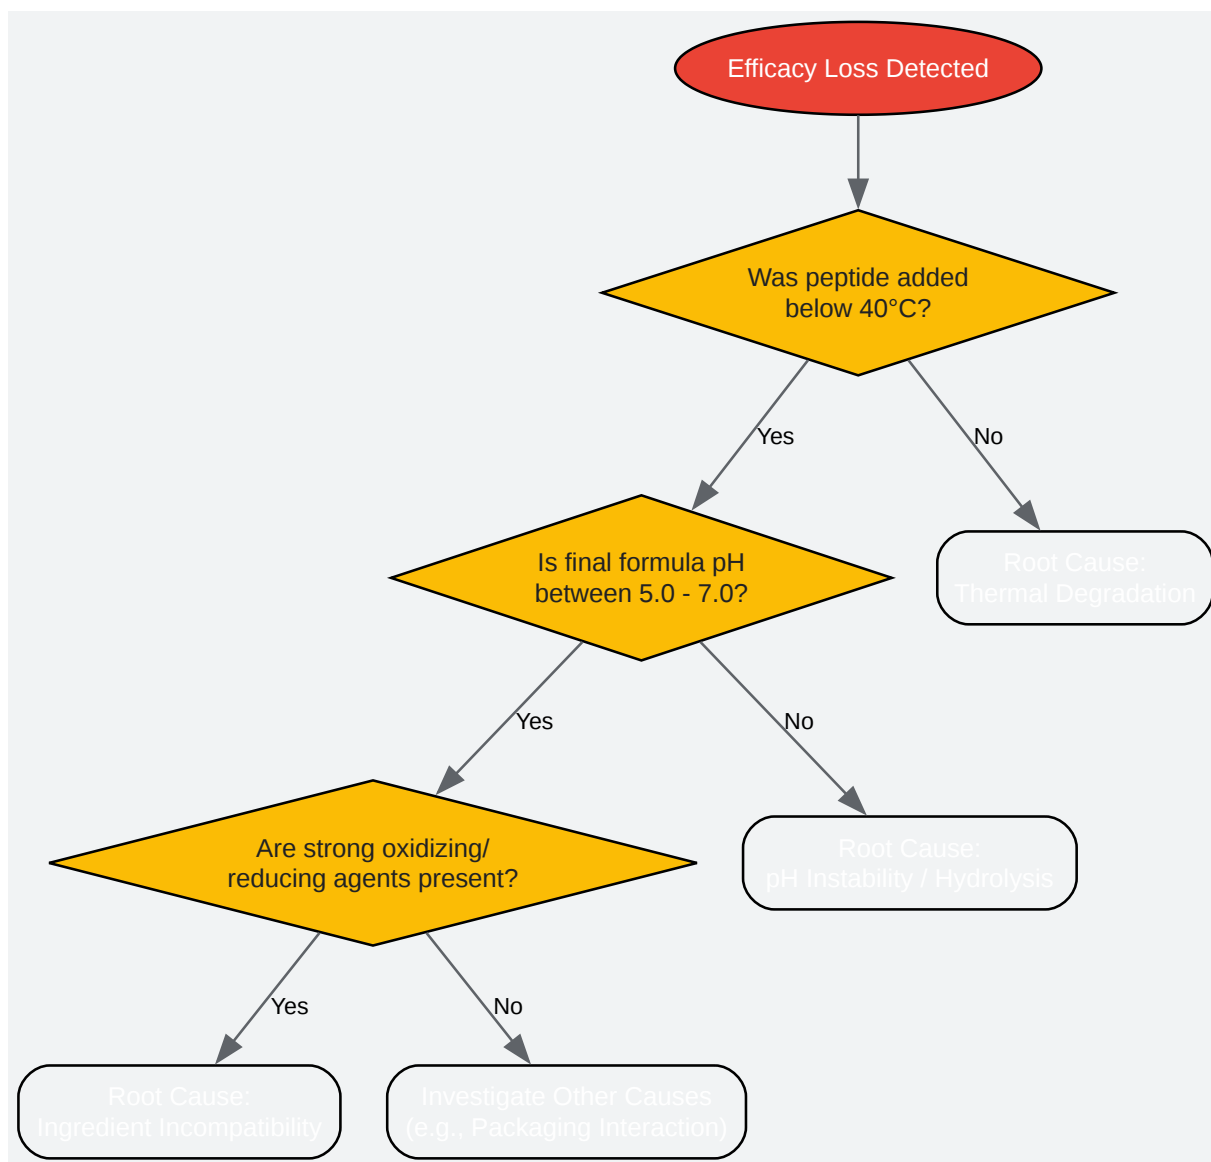 Efficacy Loss Detected
Was peptide added
below 40°C?
Yes
No
Is final formula pH
between 5.0 - 7.0?
Root Cause:
Thermal Degradation
Yes
No
Are strong oxidizing/
reducing agents present?
Root Cause:
pH Instability / Hydrolysis
Yes
No
Root Cause:
Ingredient Incompatibility
Investigate Other Causes
(e.g., Packaging Interaction)